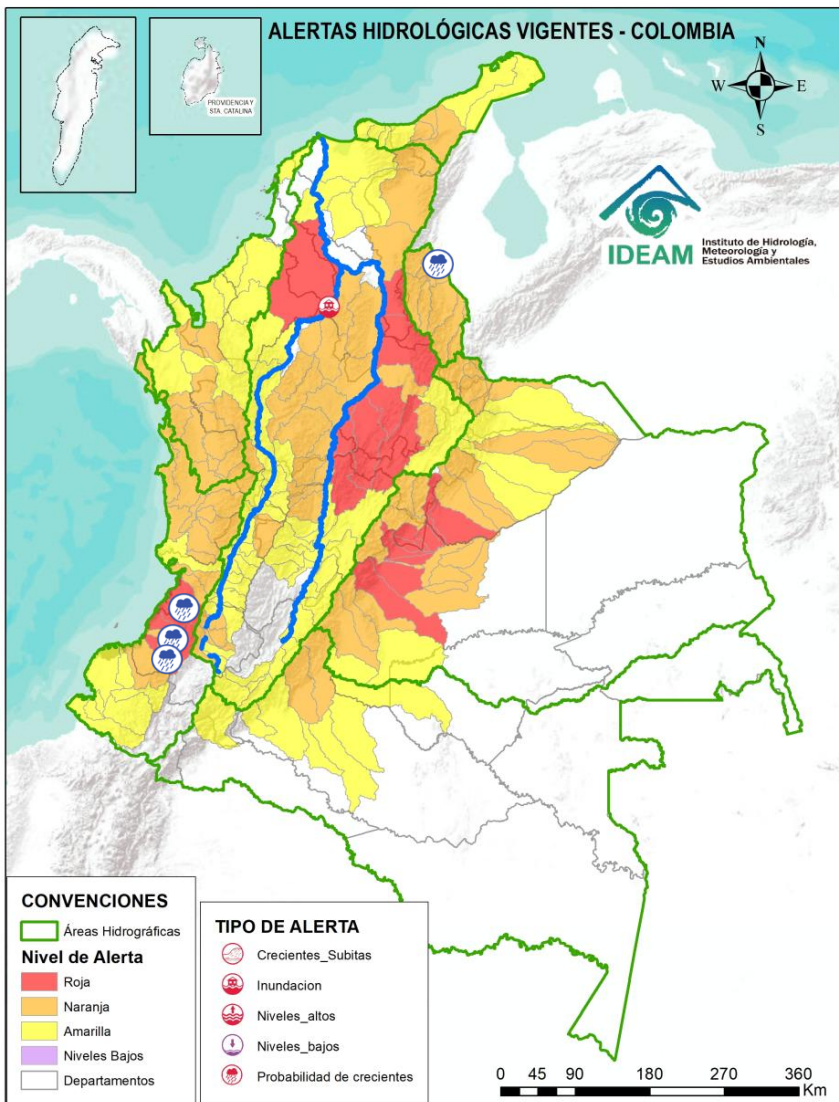 ALERTAS HIDROLÓGICAS VIGENTES - COLOMBIA
PROVIDENCIA Y
STA. CATALINA
N
W
E
S
IDEAM
Instituto de Hidrología,
Meteorología y
Estudios Ambientales
CONVENCIONES
Áreas Hidrográficas
Nivel de Alerta
Roja
Naranja
Amarilla
Niveles Bajos
Departamentos
TIPO DE ALERTA
Crecientes_Subitas
Inundacion
Niveles_altos
Niveles_bajos
Probabilidad de crecientes
0 45 90 180 270 360
Km